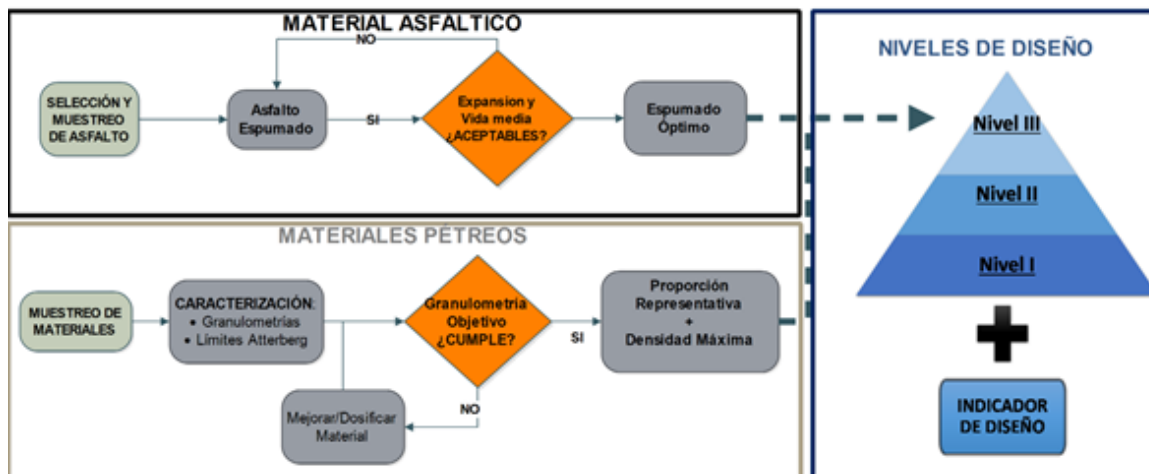 MATERIAL ASFÁLTICO
NO
SELECCIÓN Y
MUESTREO
DE ASFALTO
Asfalto
Espumado
SI
Expansion y
Vida media
¿ACEPTABLES?
Espumado
Óptimo
MATERIALES PÉTREOS
MUESTREO DE
MATERIALES
CARACTERIZACIÓN:
• Granulometrías
• Límites Atterberg
Granulometría
Objetivo
¿CUMPLE?
SI
NO
Mejorar/Dosificar
Material
Proporción
Representativa
+
Densidad Máxima
NIVELES DE DISEÑO
Nivel III
Nivel II
Nivel I
INDICADOR
DE DISEÑO